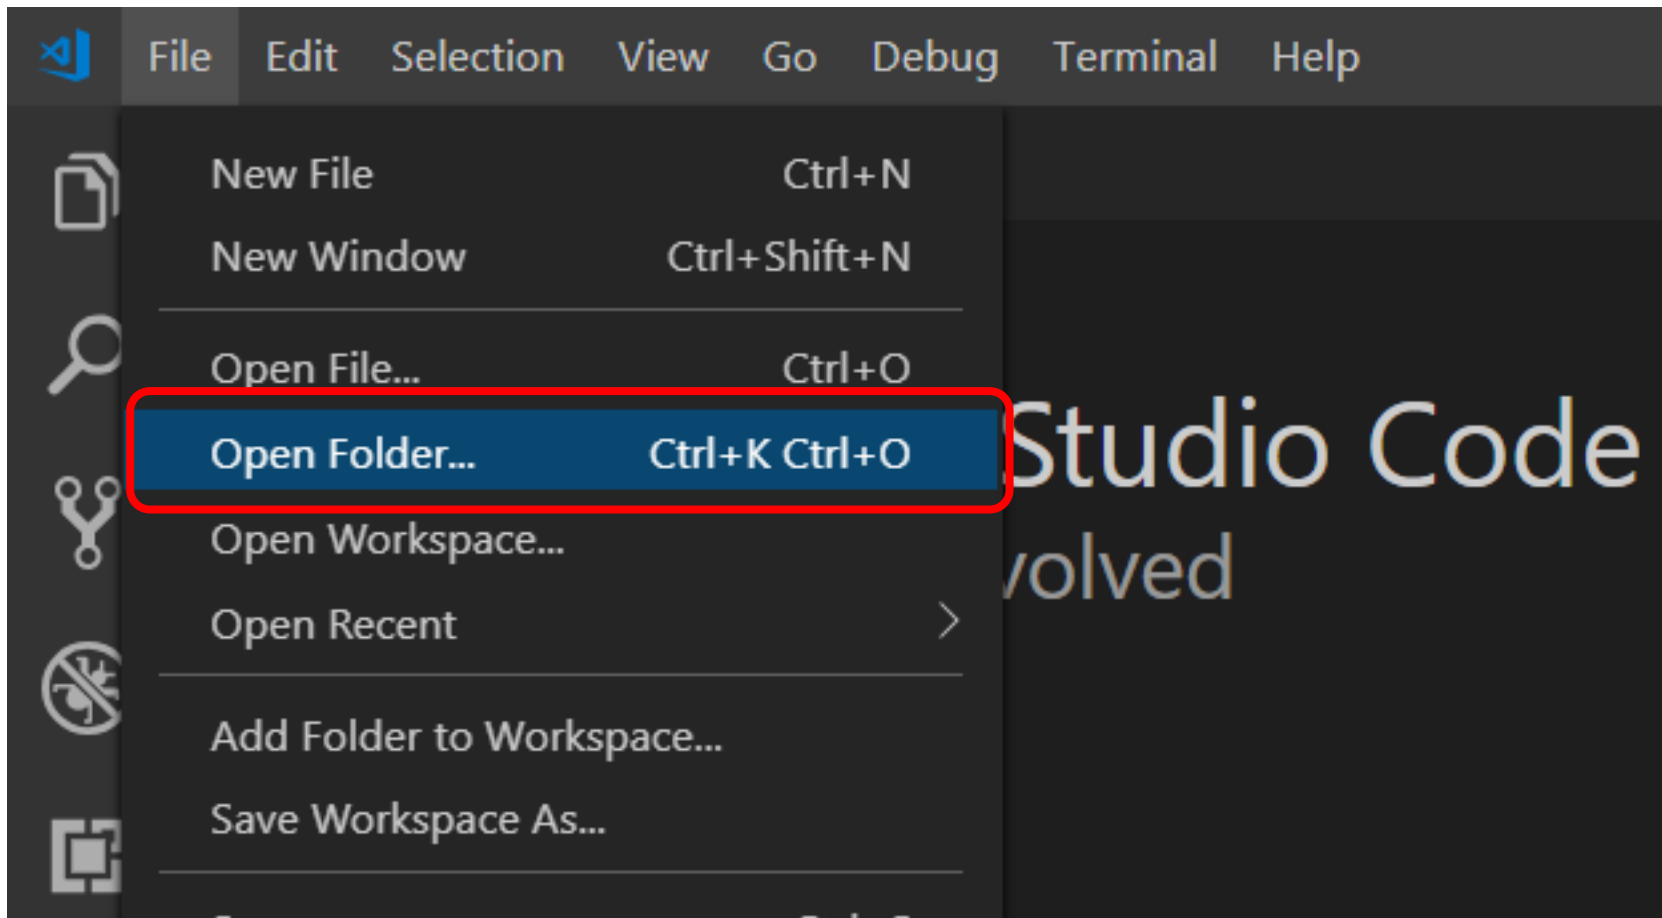 File Edit Selection View Go Debug Terminal Help
New File Ctrl+N
New Window Ctrl+Shift+N
Open File... Ctrl+O
Open Folder... Ctrl+K Ctrl+O
Studio Code
Open Workspace...
volved
Open Recent
Add Folder to Workspace...
Save Workspace As...